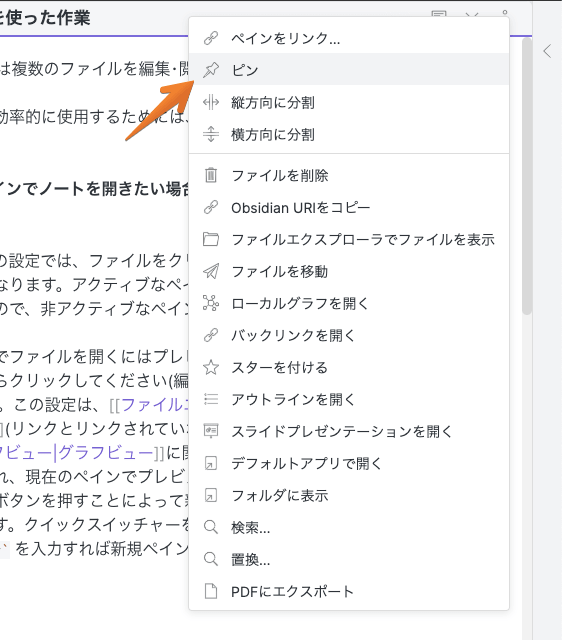 を使った作業
は複数のファイルを編集・
効率的に使用するためには、
インでノートを開きたい場合
の設定では、ファイルをク
なります。アクティブなペイ
ので、非アクティブなペイン
でファイルを開くにはプレビ
らクリックしてください(編
。この設定は、[[ファイル
](リンクとリンクされていな
フビュー|グラフビュー]]に
れ、現在のペインでプレビ
ボタンを押すことによって
す。クイックスイッチャーを
` を入力すれば新規ペイン
ペインをリンク...
ピン
縦方向に分割
横方向に分割
ファイルを削除
Obsidian URIをコピー
ファイルエクスプローラでファイルを表示
ファイルを移動
ローカルグラフを開く
バックリンクを開く
スターを付ける
アウトラインを開く
スライドプレゼンテーションを開く
デフォルトアプリで開く
フォルダに表示
検索...
置換...
PDFにエクスポート